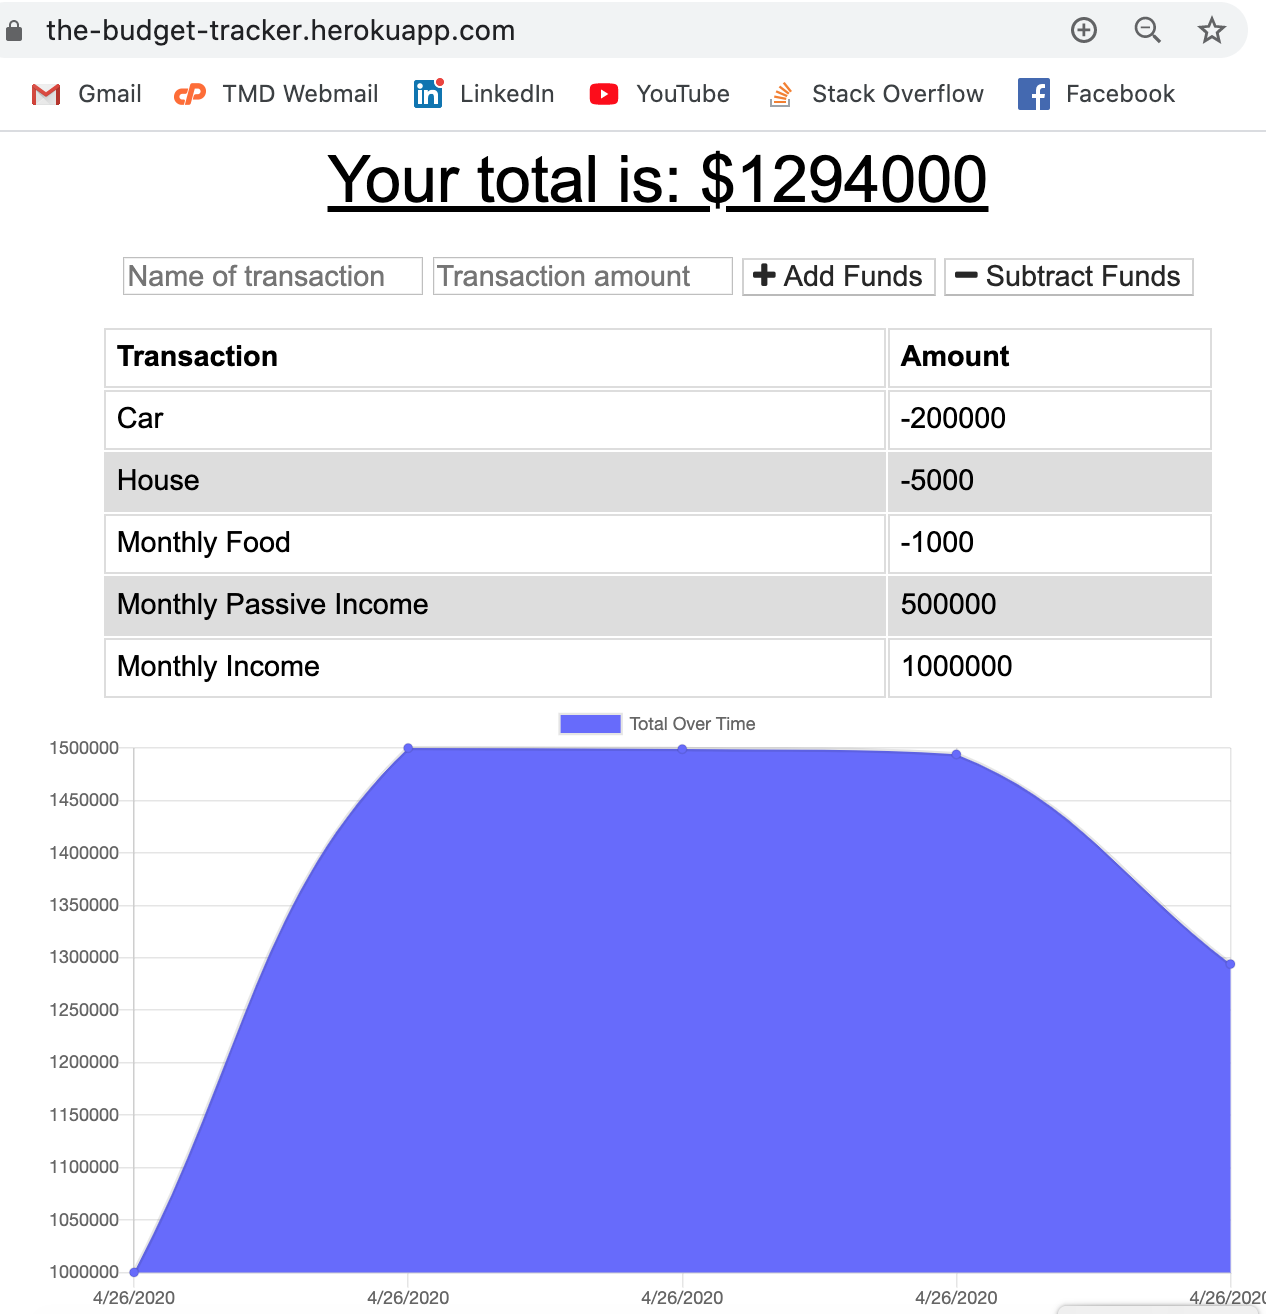 the-budget-tracker.herokuapp.com
Gmail TMD Webmail LinkedIn YouTube Stack Overflow Facebook
Your total is: $1294000
Name of transaction Transaction amount Add Funds Subtract Funds
Transaction Amount
Car -200000
House -5000
Monthly Food -1000
Monthly Passive Income 500000
Monthly Income 1000000
Total Over Time
1500000
1450000
1400000
1350000
1300000
1250000
1200000
1150000
1100000
1050000
1000000
4/26/2020 4/26/2020 4/26/2020 4/26/2020 4/26/2020